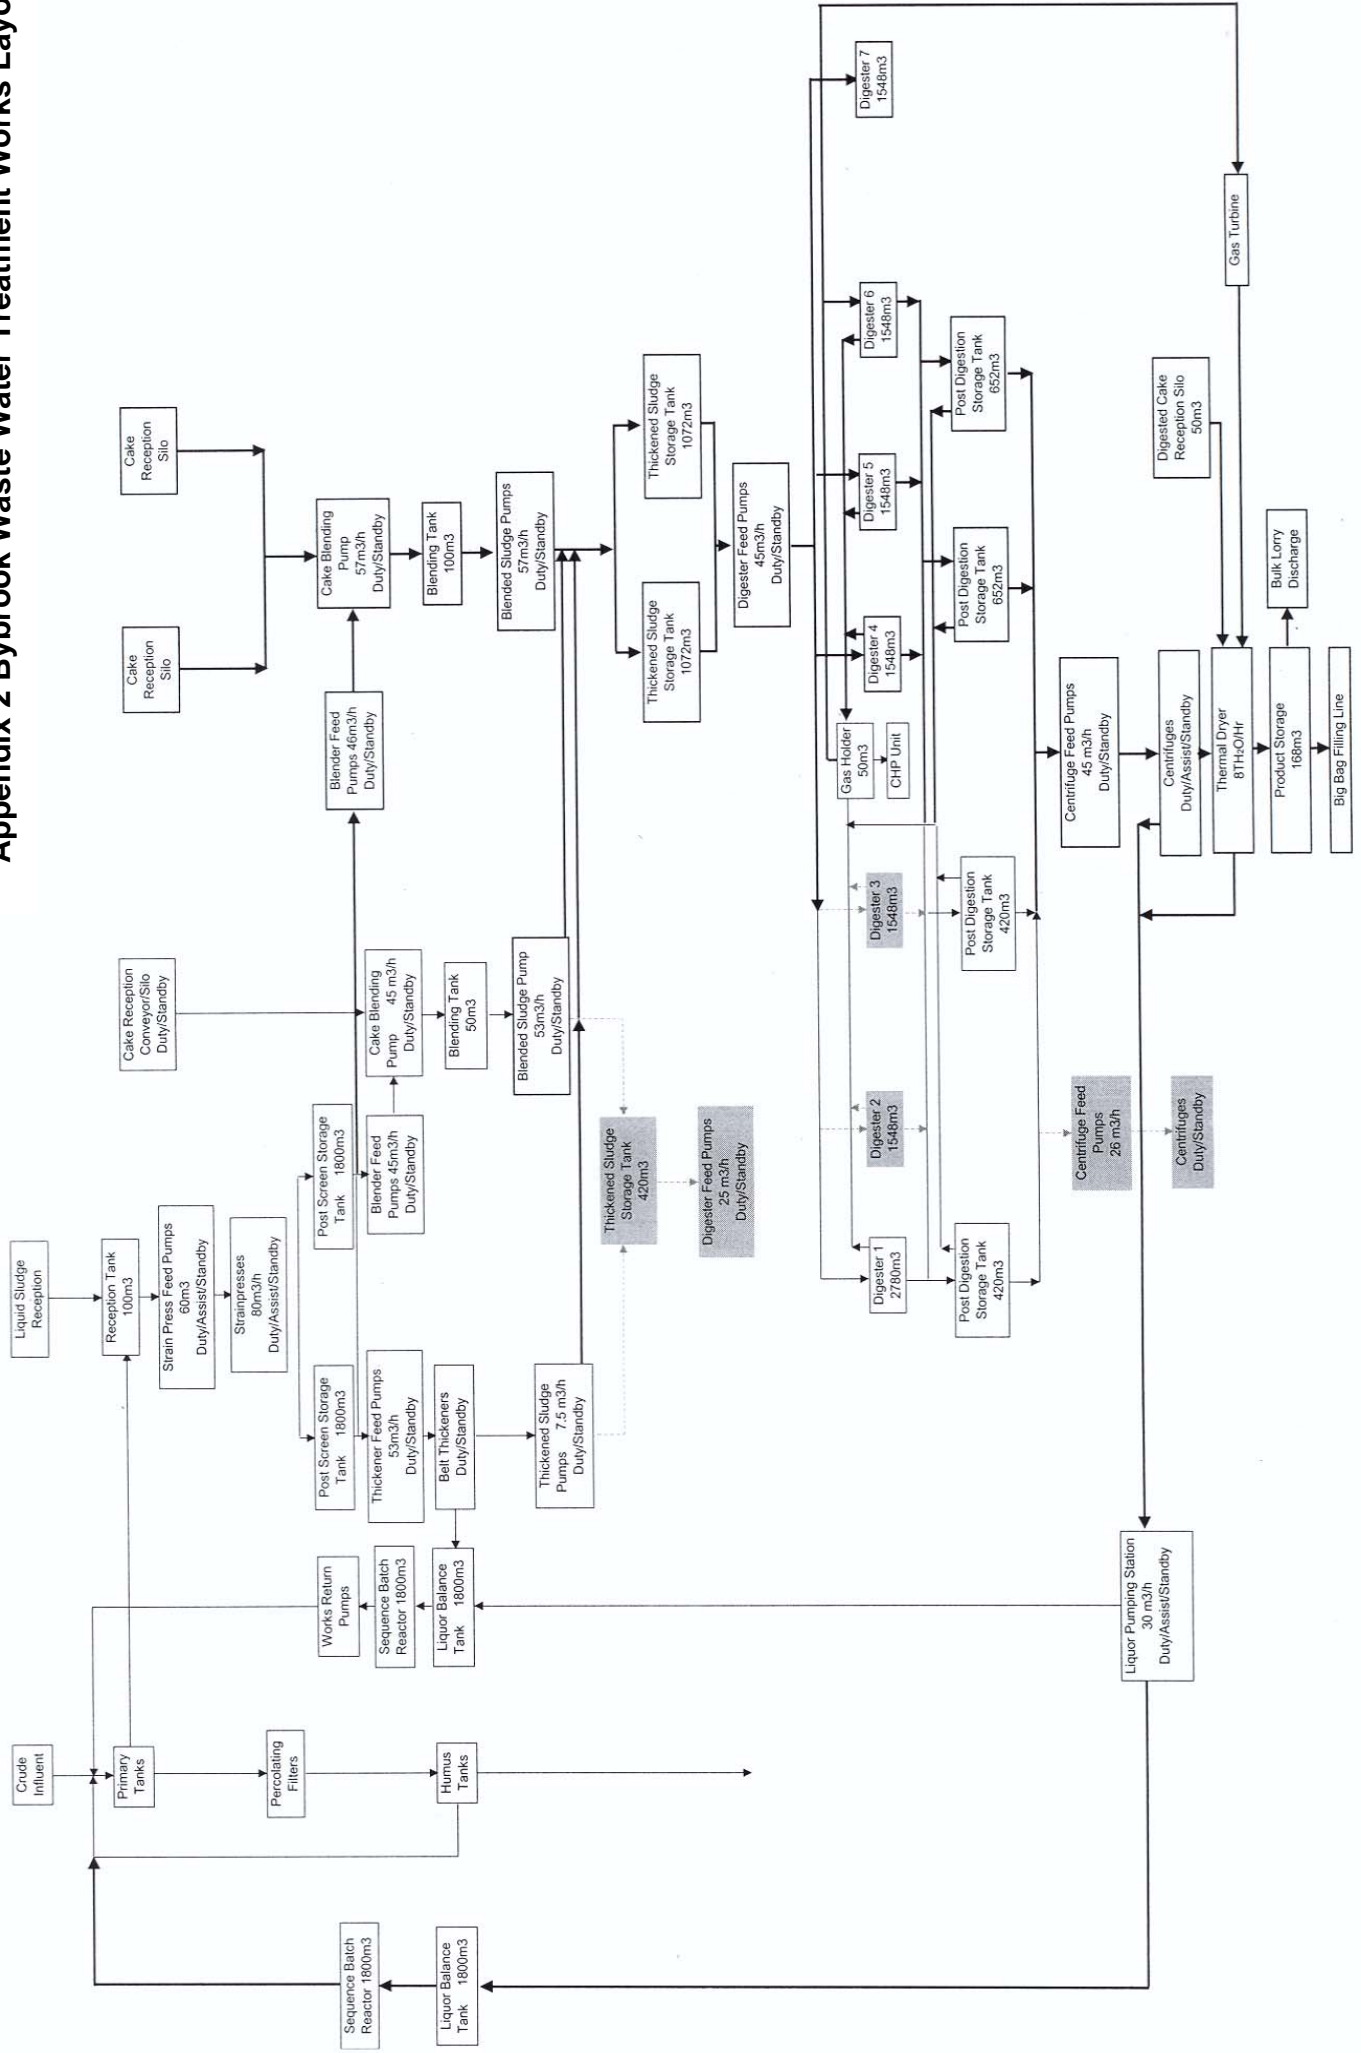 Appendix 2 Bybrook Waste Water Treatment Works Layo
Crude
Influent
Primary
Tanks
Percolating
Filters
Humus
Tanks
Sequence Batch
Reactor 1800m3
Liquor Balance
Tank 1800m3
Works Return
Pumps
Sequence Batch
Reactor 1800m3
Liquor Balance
Tank 1800m3
Liquor Pumping Station
30 m3/h
Duty/Assist/Standby
Liquid Sludge
Reception
Reception Tank
100m3
Strain Press Feed Pumps
60m3
Duty/Assist/Standby
Strainpresses
80m3/h
Duty/Assist/Standby
Post Screen Storage
Tank 1800m3
Thickener Feed Pumps
53m3/h
Duty/Standby
Belt Thickeners
Duty/Standby
Thickened Sludge
Pumps 7.5 m3/h
Duty/Standby
Post Screen Storage
Tank 1800m3
Blender Feed
Pumps 45m3/h
Duty/Standby
Cake Reception
Conveyor/Silo
Duty/Standby
Cake Blending
Pump 45 m3/h
Duty/Standby
Blending Tank
50m3
Blended Sludge Pump
53m3/h
Duty/Standby
Thickened Sludge
Storage Tank
420m3
Digester Feed Pumps
25 m3/h
Duty/Standby
Cake
Reception
Silo
Cake
Reception
Silo
Blender Feed
Pumps 46m3/h
Duty/Standby
Cake Blending
Pump
57m3/h
Duty/Standby
Blending Tank
100m3
Blended Sludge Pumps
57m3/h
Duty/Standby
Thickened Sludge
Storage Tank
1072m3
Thickened Sludge
Storage Tank
1072m3
Digester Feed Pumps
45m3/h
Duty/Standby
Digester 1
2780m3
Digester 2
1548m3
Digester 3
1548m3
Gas Holder
50m3
CHP Unit
Digester 4
1548m3
Digester 5
1548m3
Digester 6
1548m3
Digester 7
1548m3
Post Digestion
Storage Tank
420m3
Post Digestion
Storage Tank
420m3
Post Digestion
Storage Tank
652m3
Post Digestion
Storage Tank
652m3
Centrifuge Feed
Pumps
26 m3/h
Centrifuges
Duty/Standby
Centrifuge Feed Pumps
45 m3/h
Duty/Standby
Centrifuges
Duty/Assist/Standby
Thermal Dryer
8TH₂O/Hr
Product Storage
168m3
Big Bag Filling Line
Bulk Lorry
Discharge
Digested Cake
Reception Silo
50m3
Gas Turbine